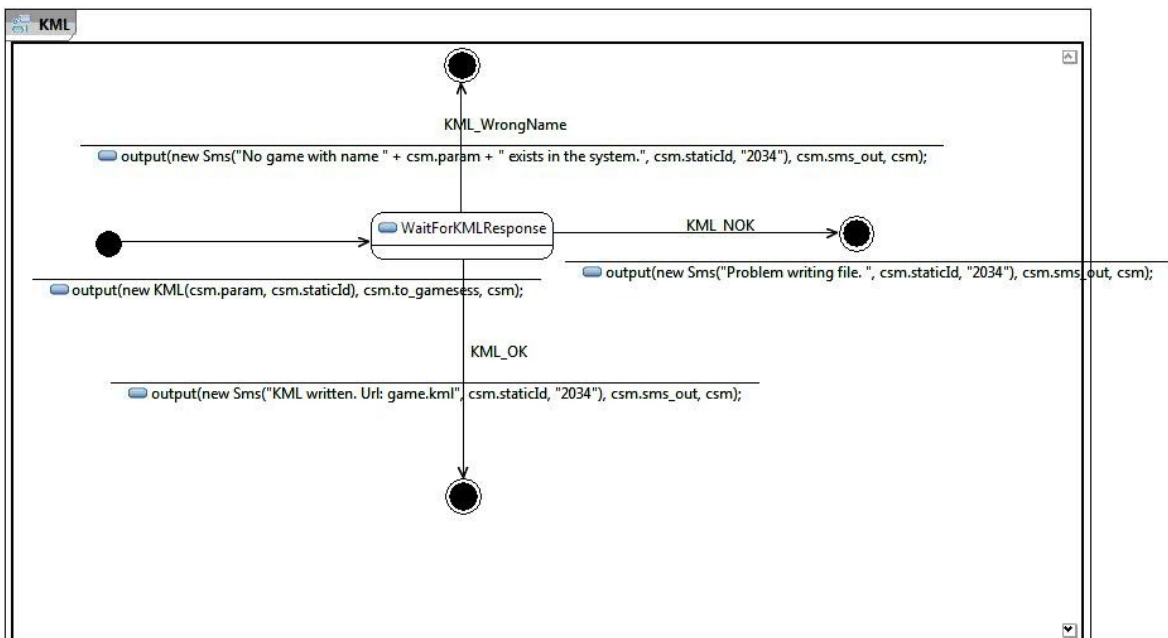 KML
KML_WrongName
output(new Sms("No game with name " + csm.param + " exists in the system.", csm.staticId, "2034"), csm.sms_out, csm);
WaitForKMLResponse
KML_NOK
output(new Sms("Problem writing file. ", csm.staticId, "2034"), csm.sms_out, csm);
output(new KML(csm.param, csm.staticId), csm.to_gamesess, csm);
KML_OK
output(new Sms("KML written. Url: game.kml", csm.staticId, "2034"), csm.sms_out, csm);